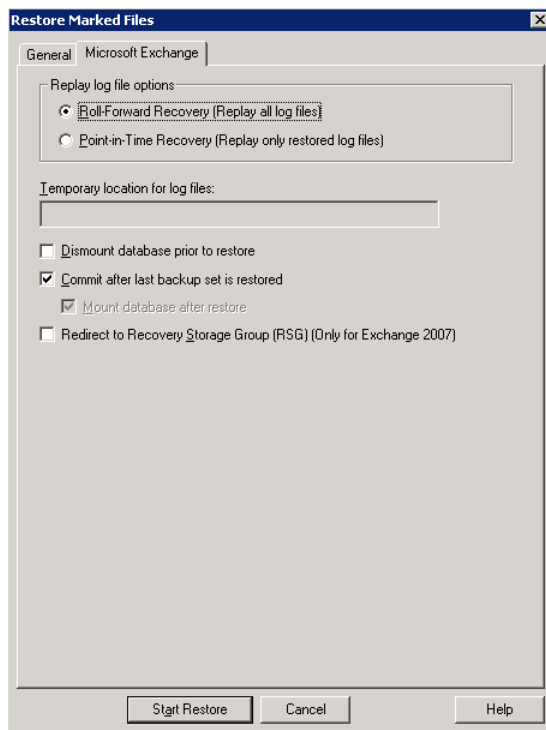 Restore Marked Files
General
Microsoft Exchange
Replay log file options
Roll-Forward Recovery (Replay all log files)
Point-in-Time Recovery (Replay only restored log files)
Temporary location for log files:
Dismount database prior to restore
Commit after last backup set is restored
Mount database after restore
Redirect to Recovery Storage Group (RSG) (Only for Exchange 2007)
Start Restore
Cancel
Help